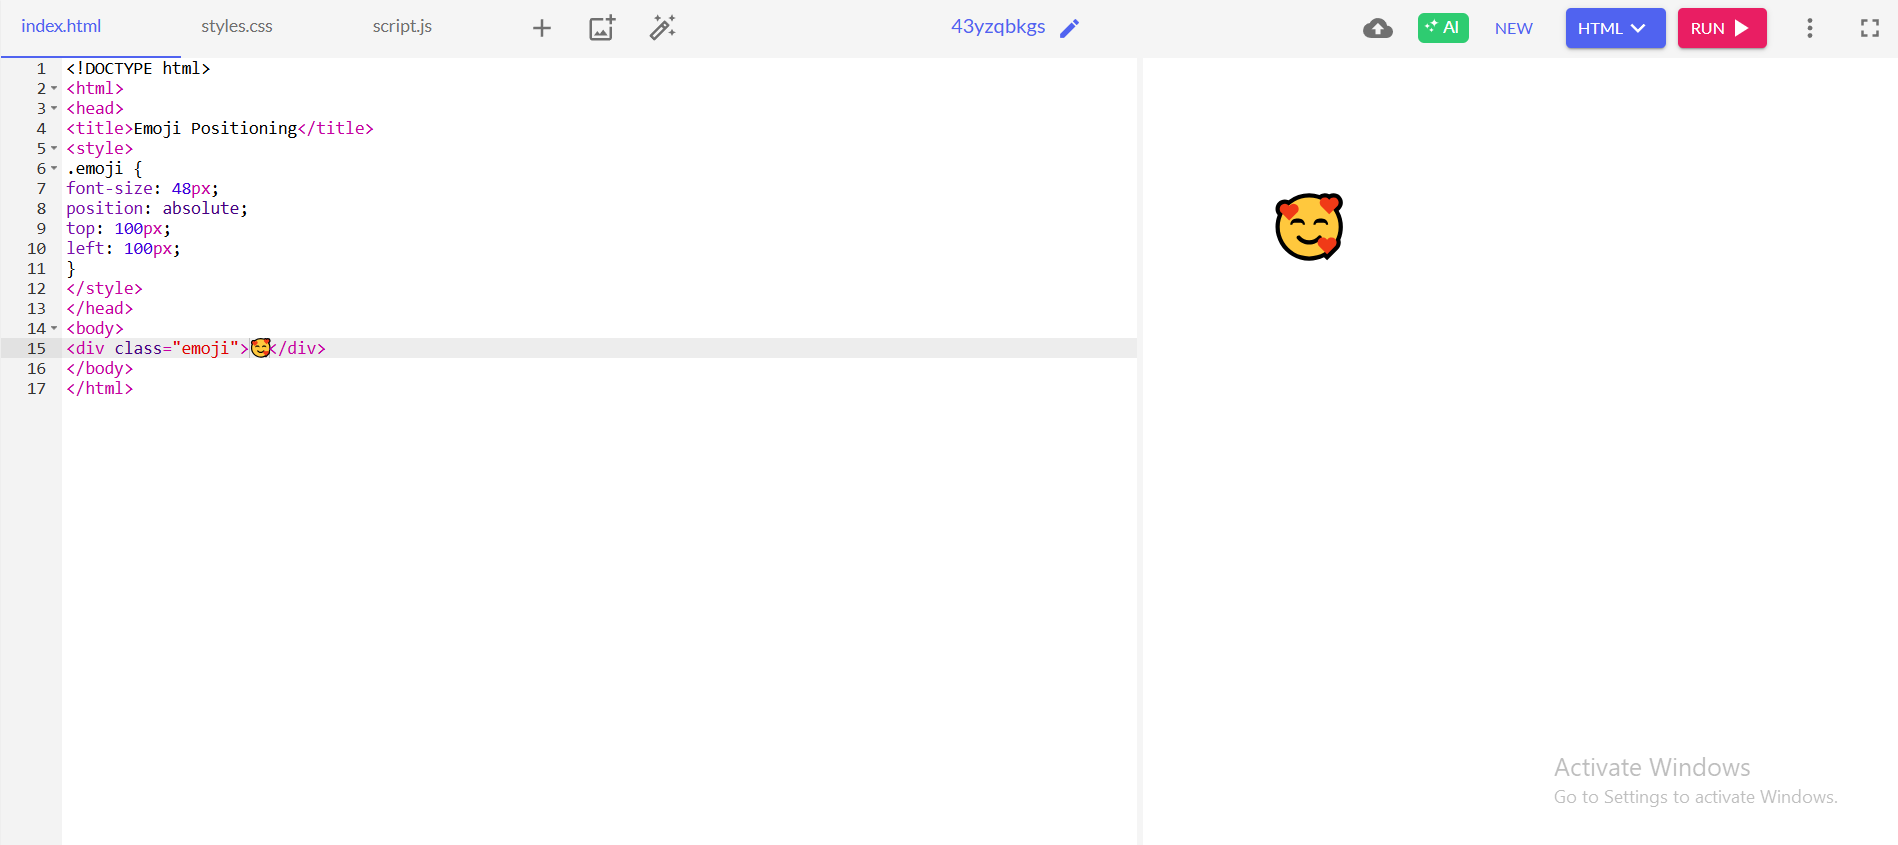 index.html styles.css script.js 43yzqbkgs AI NEW HTML RUN
1 <!DOCTYPE html>
2 <html>
3 <head>
4 <title>Emoji Positioning</title>
5 <style>
6 .emoji {
7 font-size: 48px;
8 position: absolute;
9 top: 100px;
10 left: 100px;
11 }
12 </style>
13 </head>
14 <body>
15 <div class="emoji">🥰</div>
16 </body>
17 </html>
🥰
Activate Windows
Go to Settings to activate Windows.